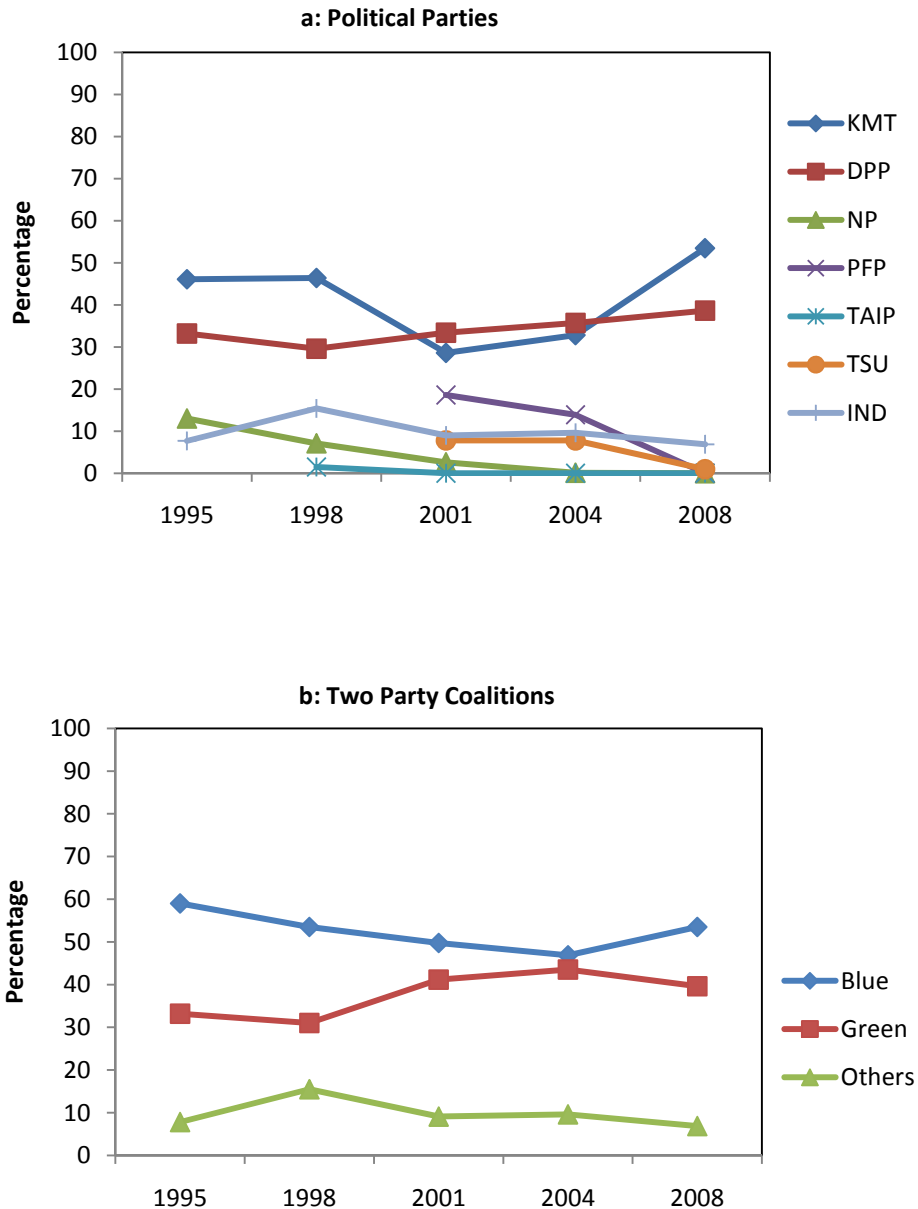 a: Political Parties
100
90
80
70
60
50
40
30
20
10
0
Percentage
1995 1998 2001 2004 2008
KMT
DPP
NP
PFP
TAIP
TSU
IND
b: Two Party Coalitions
100
90
80
70
60
50
40
30
20
10
0
Percentage
1995 1998 2001 2004 2008
Blue
Green
Others